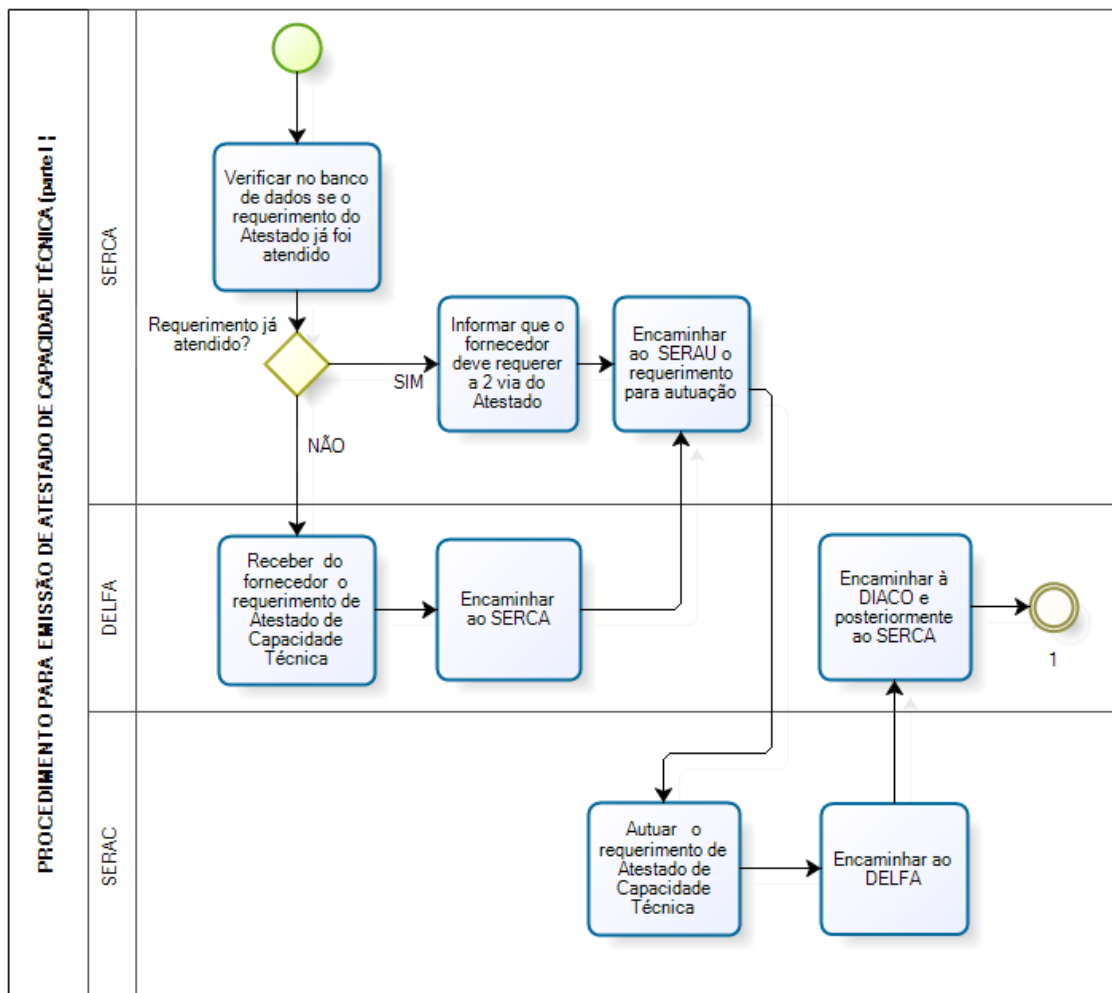 PROCEDIMENTO PARA EMISSÃO DE ATESTADO DE CAPACIDADE TÉCNICA (parte I)
SERCA
Verificar no banco
de dados se o
requerimento do
Atestado já foi
atendido
Requerimento já
atendido?
SIM
NÃO
Informar que o
fornecedor
deve requerer
a 2 via do
Atestado
Encaminhar
ao SERAU o
requerimento
para autuação
DELFA
Receber do
fornecedor o
requerimento de
Atestado de
Capacidade
Técnica
Encaminhar
ao SERCA
Encaminhar à
DIACO e
posteriormente
ao SERCA
1
SERAC
Autuar o
requerimento de
Atestado de
Capacidade
Técnica
Encaminhar ao
DELFA